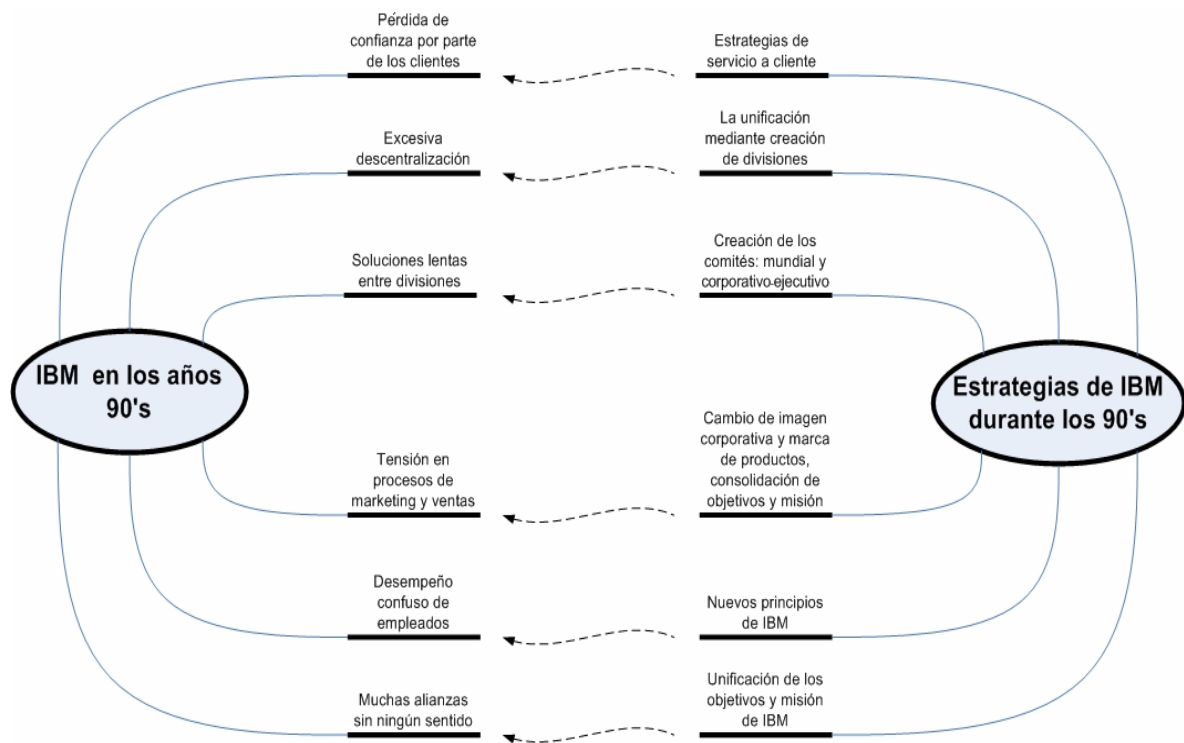 Pérdida de
confianza por parte
de los clientes
Estrategias de
servicio a cliente
Excesiva
descentralización
La unificación
mediante creación
de divisiones
Soluciones lentas
entre divisiones
Creación de los
comités: mundial y
corporativo-ejecutivo
IBM en los años
90's
Estrategias de IBM
durante los 90's
Tensión en
procesos de
marketing y ventas
Cambio de imagen
corporativa y marca
de productos,
consolidación de
objetivos y misión
Desempeño
confuso de
empleados
Nuevos principios
de IBM
Muchas alianzas
sin ningún sentido
Unificación de los
objetivos y misión
de IBM